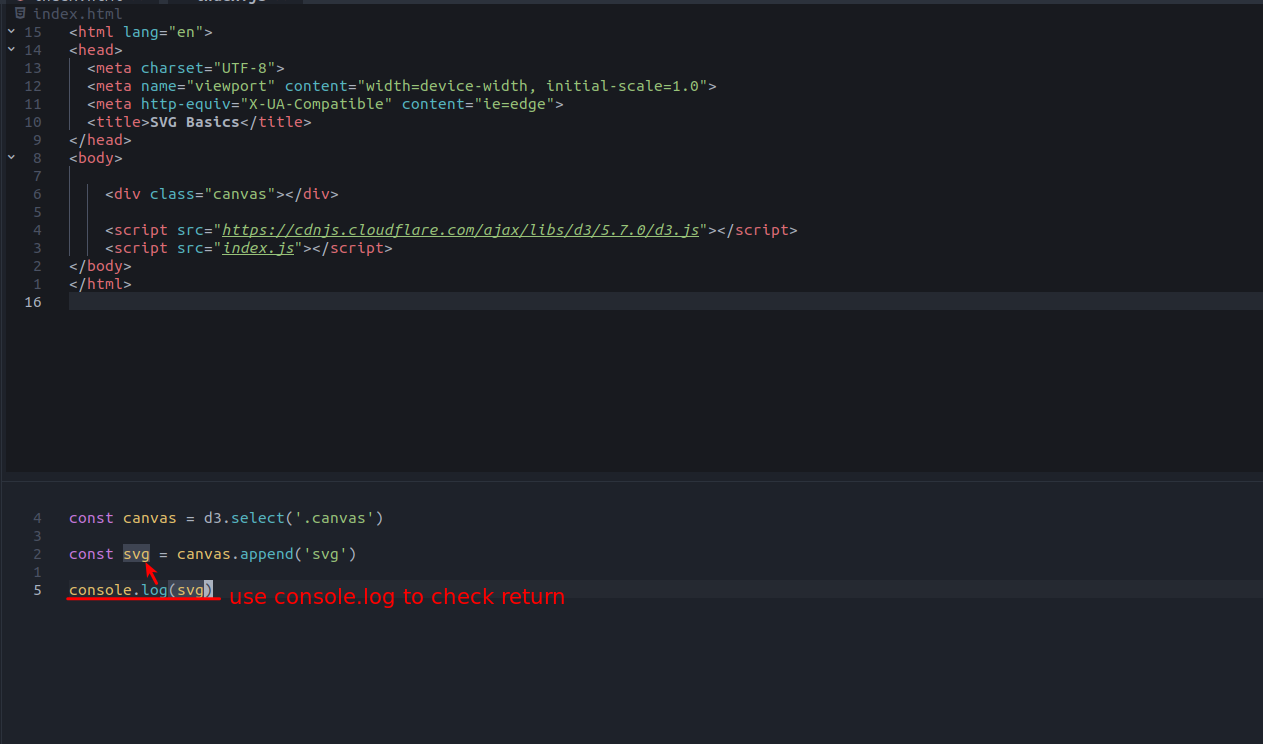 index.html
15 <html lang="en">
14 <head>
13 <meta charset="UTF-8">
12 <meta name="viewport" content="width=device-width, initial-scale=1.0">
11 <meta http-equiv="X-UA-Compatible" content="ie=edge">
10 <title>SVG Basics</title>
9 </head>
8 <body>
7
6 <div class="canvas"></div>
5
4 <script src="https://cdnjs.cloudflare.com/ajax/libs/d3/5.7.0/d3.js"></script>
3 <script src="index.js"></script>
2 </body>
1 </html>
16
4 const canvas = d3.select('.canvas')
3
2 const svg = canvas.append('svg')
1
5 console.log(svg) use console.log to check return